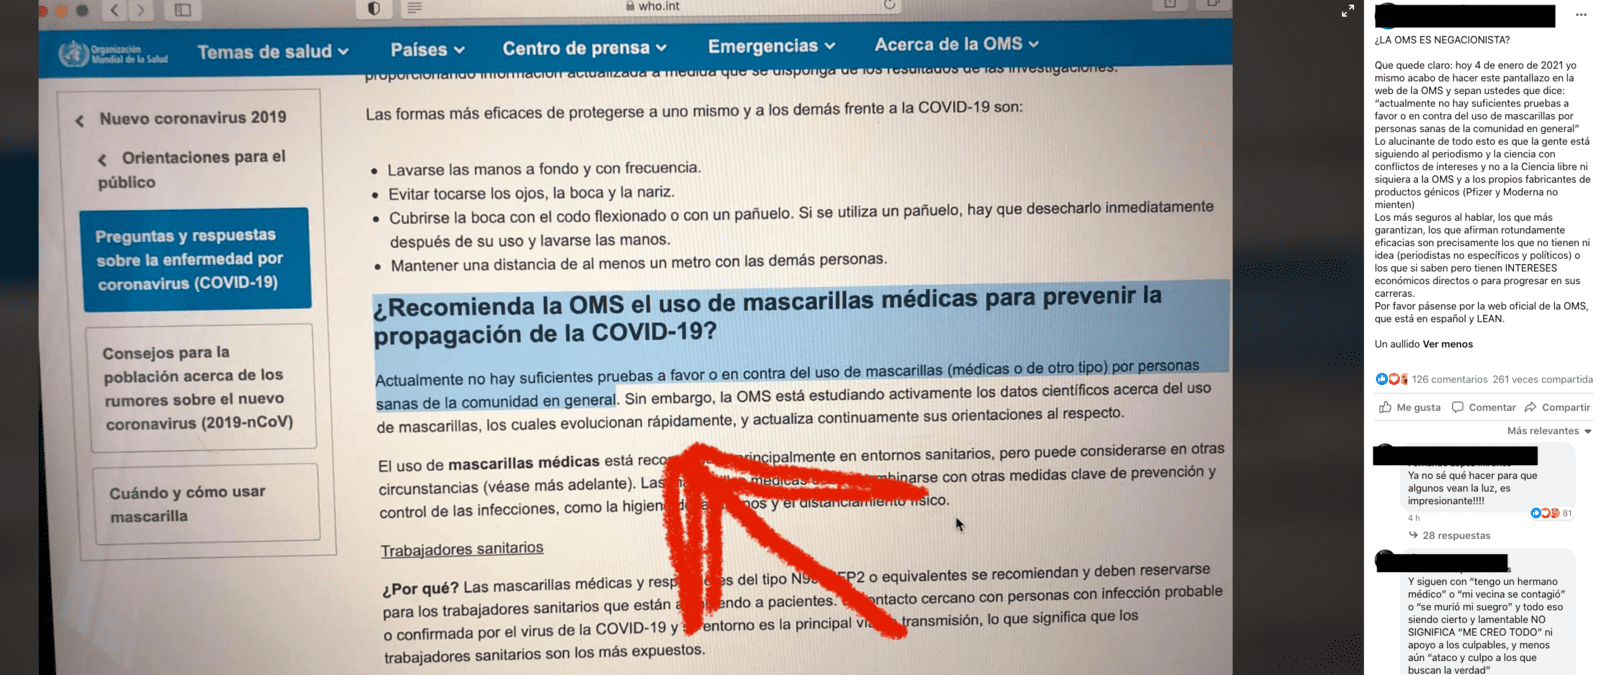 who.int
Organización
Mundial de la Salud
Temas de salud
Países
Centro de prensa
Emergencias
Acerca de la OMS
Nuevo coronavirus 2019
Orientaciones para el
público
Preguntas y respuestas
sobre la enfermedad por
coronavirus (COVID-19)
Consejos para la
población acerca de los
rumores sobre el nuevo
coronavirus (2019-nCoV)
Cuándo y cómo usar
mascarilla
proporcionando información actualizada a medida que se disponga de los resultados de las investigaciones.
Las formas más eficaces de protegerse a uno mismo y a los demás frente a la COVID-19 son:
• Lavarse las manos a fondo y con frecuencia.
• Evitar tocarse los ojos, la boca y la nariz.
• Cubrirse la boca con el codo flexionado o con un pañuelo. Si se utiliza un pañuelo, hay que desecharlo inmediatamente
después de su uso y lavarse las manos.
• Mantener una distancia de al menos un metro con las demás personas.
¿Recomienda la OMS el uso de mascarillas médicas para prevenir la
propagación de la COVID-19?
Actualmente no hay suficientes pruebas a favor o en contra del uso de mascarillas (médicas o de otro tipo) por personas
sanas de la comunidad en general. Sin embargo, la OMS está estudiando activamente los datos científicos acerca del uso
de mascarillas, los cuales evolucionan rápidamente, y actualiza continuamente sus orientaciones al respecto.
El uso de mascarillas médicas está principalmente en entornos sanitarios, pero puede considerarse en otras
circunstancias (véase más adelante). Las médicas combinarse con otras medidas clave de prevención y
control de las infecciones, como la higiene y el distanciamiento físico.
Trabajadores sanitarios
¿Por qué? Las mascarillas médicas y del tipo o equivalentes se recomiendan y deben reservarse
para los trabajadores sanitarios que están a pacientes. contacto cercano con personas con infección probable
o confirmada por el virus de la COVID-19 y su entorno es la principal transmisión, lo que significa que los
trabajadores sanitarios son los más expuestos.
¿LA OMS ES NEGACIONISTA?
Que quede claro: hoy 4 de enero de 2021 yo
mismo acabo de hacer este pantallazo en la
web de la OMS y sepan ustedes que dice:
“actualmente no hay suficientes pruebas a
favor o en contra del uso de mascarillas por
personas sanas de la comunidad en general”
Lo alucinante de todo esto es que la gente está
siguiendo al periodismo y la ciencia con
conflictos de intereses y no a la Ciencia libre ni
siquiera a la OMS y a los propios fabricantes de
productos génicos (Pfizer y Moderna no
mienten)
Los más seguros al hablar, los que más
garantizan, los que afirman rotundamente
eficacias son precisamente los que no tienen ni
idea (periodistas no específicos y políticos) o
los que si saben pero tienen INTERESES
económicos directos o para progresar en sus
carreras.
Por favor pásense por la web oficial de la OMS,
que está en español y LEAN.
Un aullido Ver menos
126 comentarios 261 veces compartida
Me gusta Comentar Compartir
Más relevantes
Ya no sé qué hacer para que
algunos vean la luz, es
impresionante!!!!
81
4 h
28 respuestas
Y siguen con “tengo un hermano
médico” o “mi vecina se contagió”
o “se murió mi suegro” y todo eso
siendo cierto y lamentable NO
SIGNIFICA “ME CREO TODO” ni
apoyo a los culpables, y menos
aún “ataco y culpo a los que
buscan la verdad”